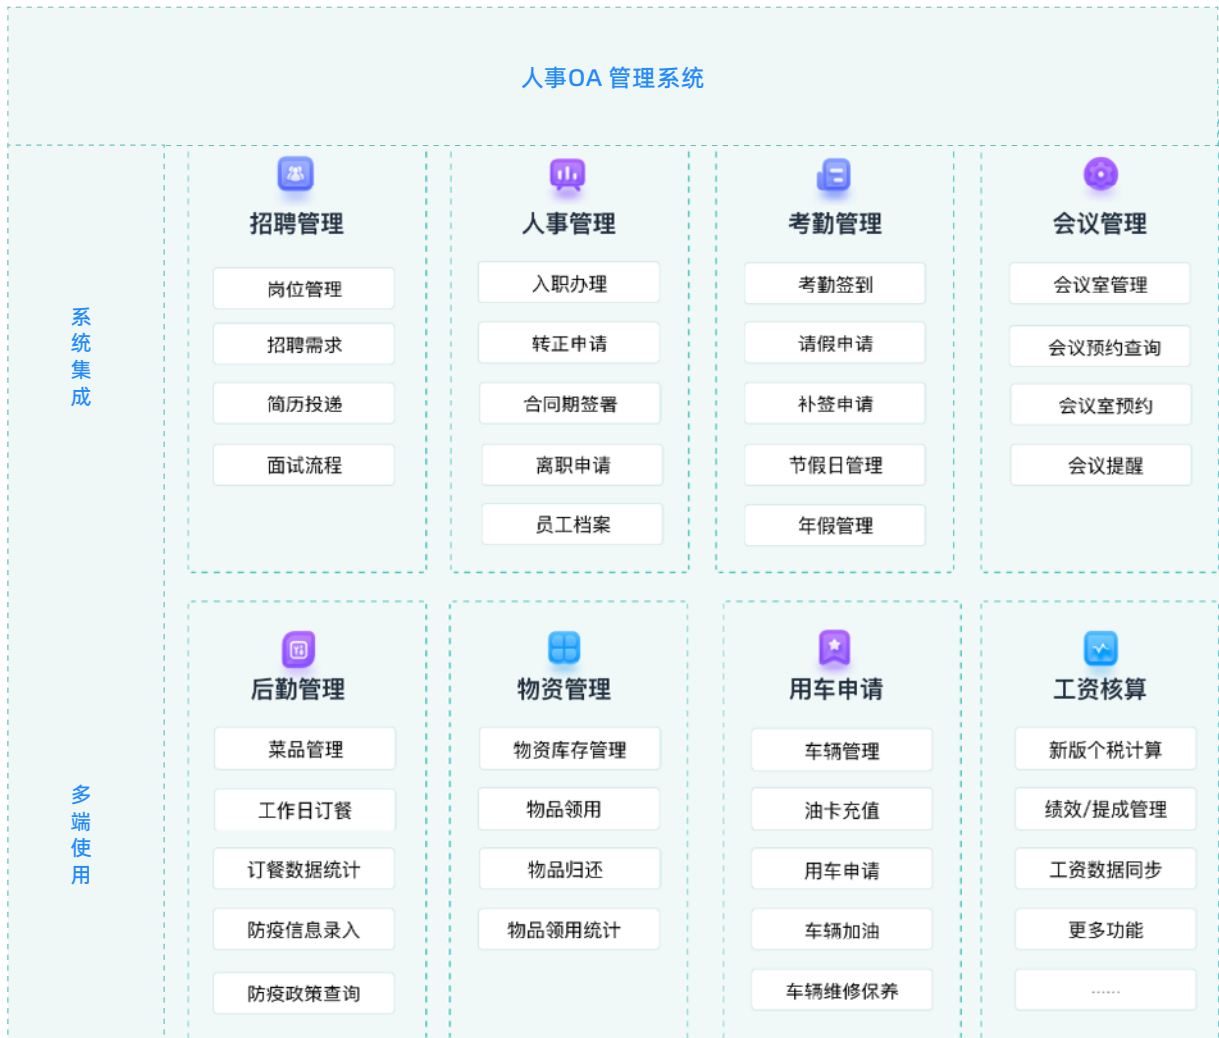 人事OA 管理系统
系统集成
招聘管理
岗位管理
招聘需求
简历投递
面试流程
人事管理
入职办理
转正申请
合同期签署
离职申请
员工档案
考勤管理
考勤签到
请假申请
补签申请
节假日管理
年假管理
会议管理
会议室管理
会议预约查询
会议室预约
会议提醒
多端使用
后勤管理
菜品管理
工作日订餐
订餐数据统计
防疫信息录入
防疫政策查询
物资管理
物资库存管理
物品领用
物品归还
物品领用统计
用车申请
车辆管理
油卡充值
用车申请
车辆加油
车辆维修保养
工资核算
新版个税计算
绩效/提成管理
工资数据同步
更多功能
······